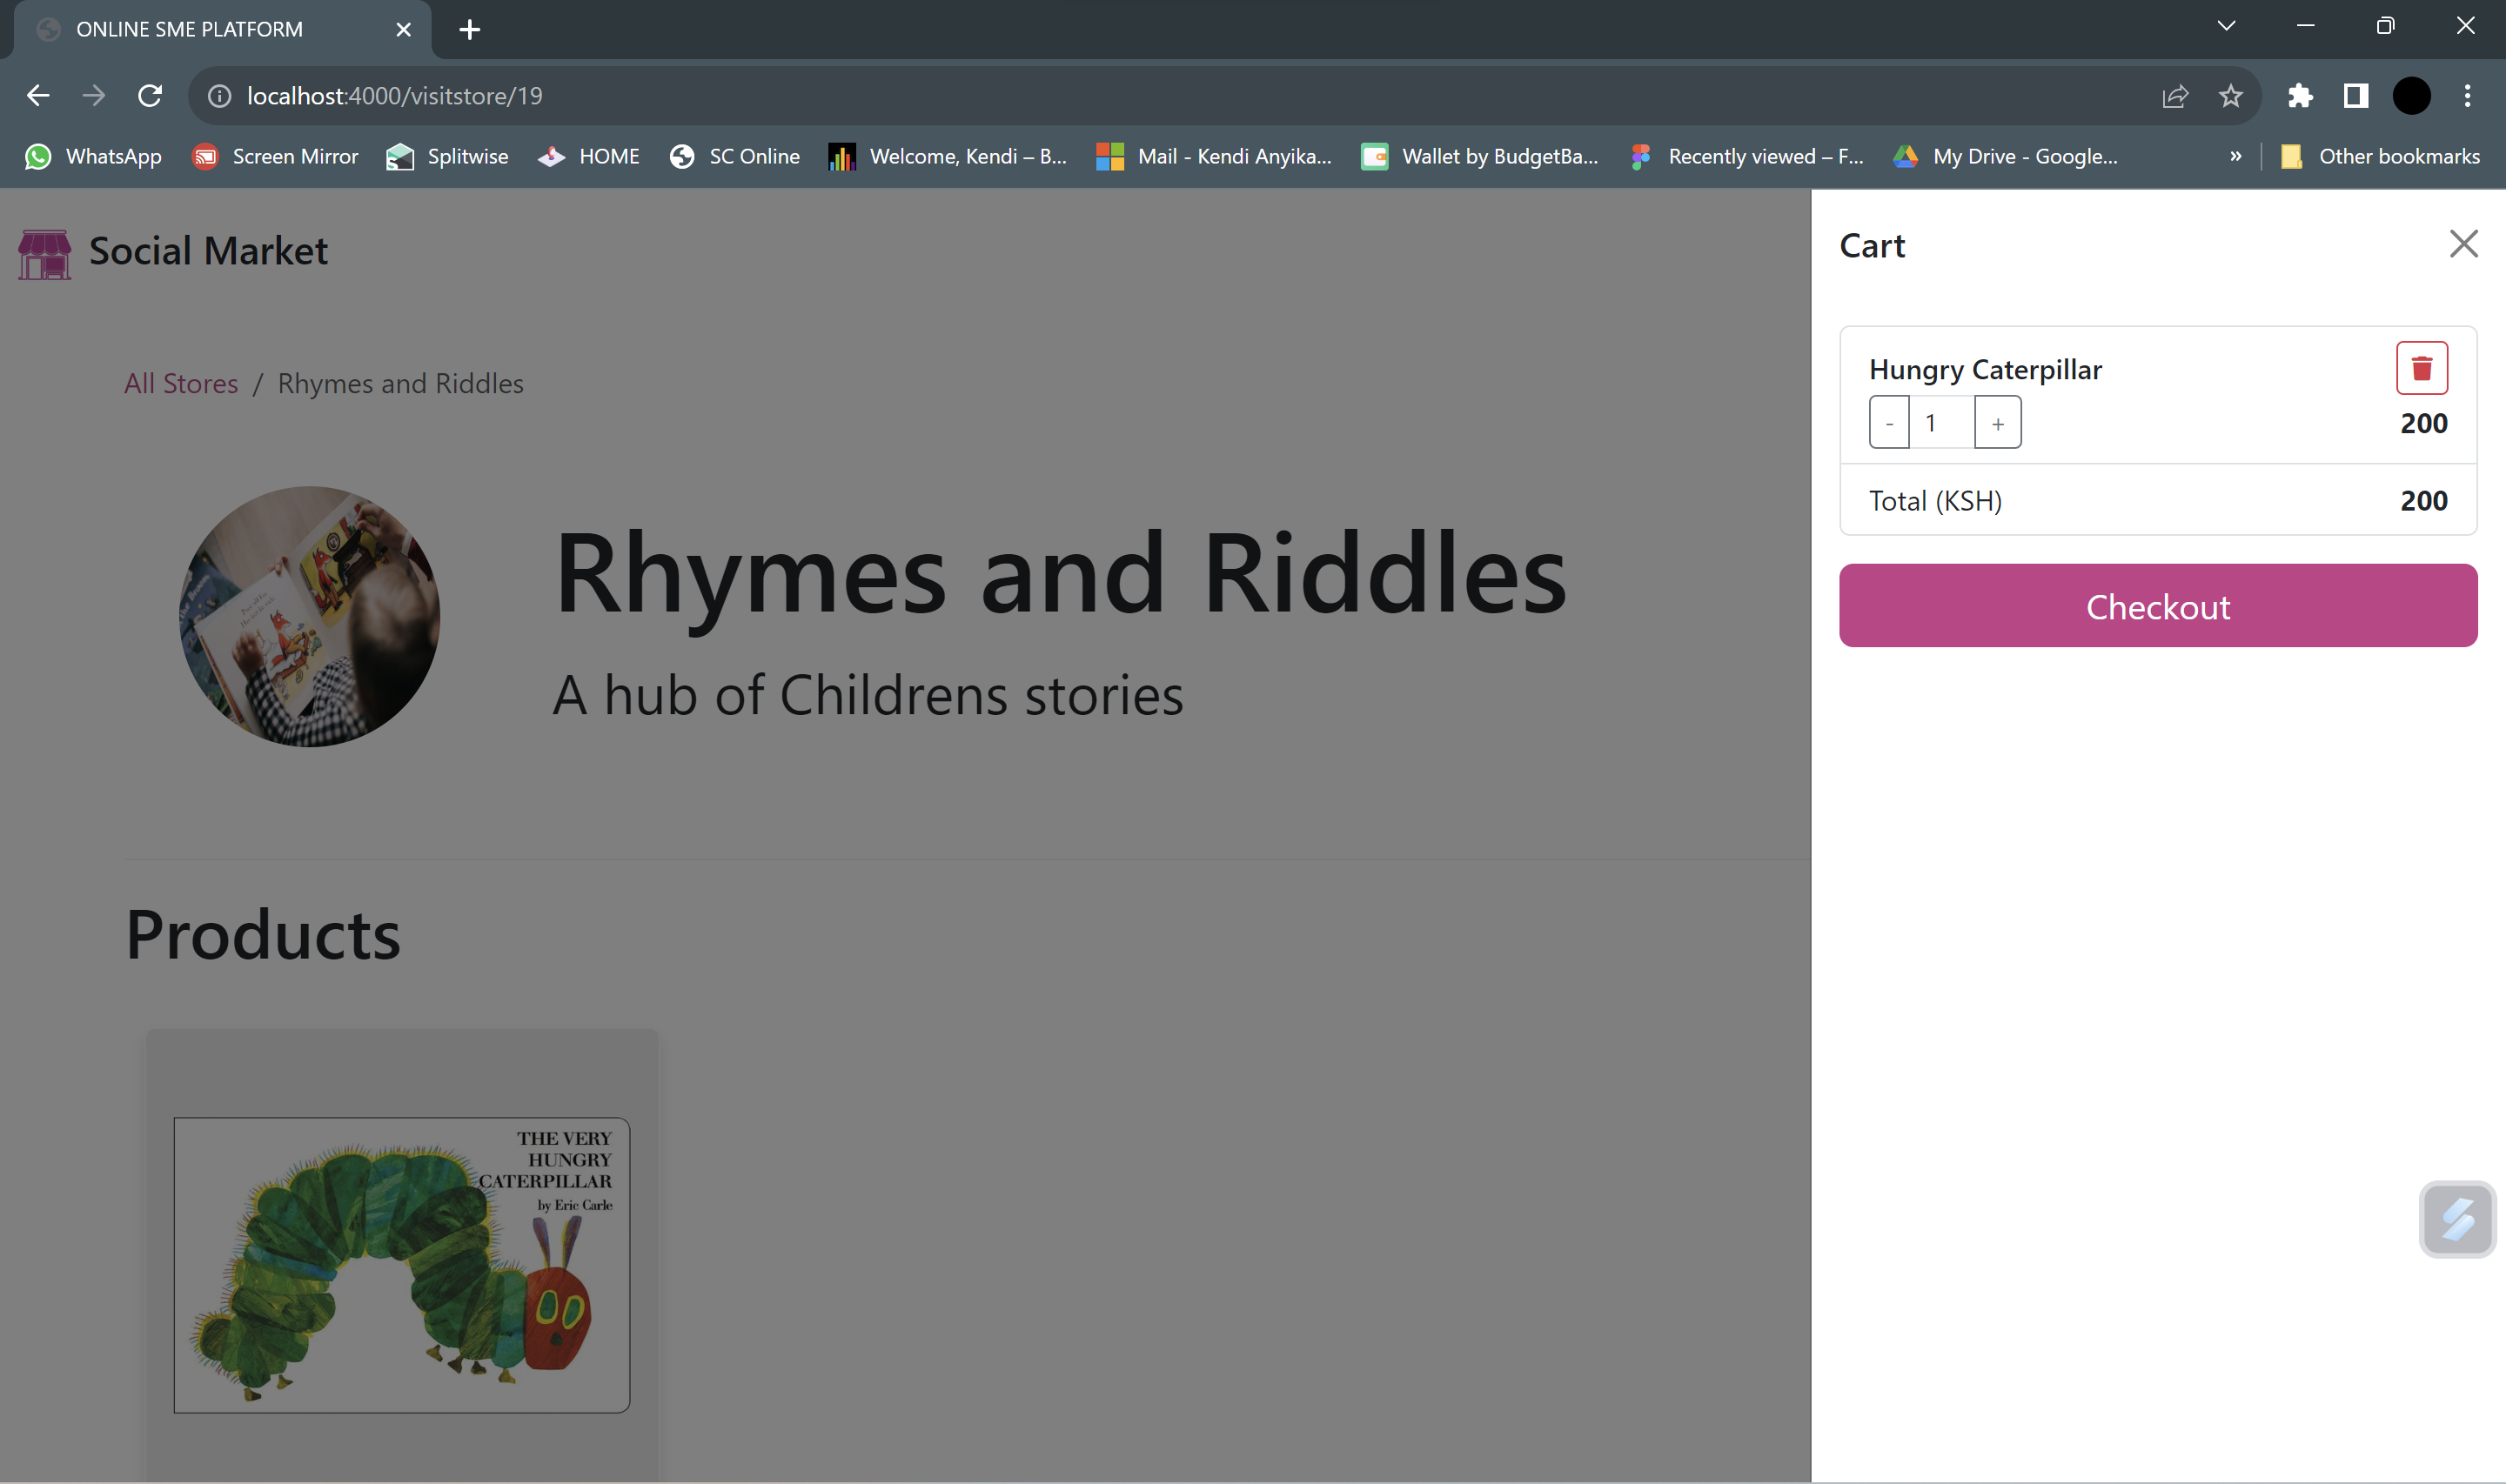 ONLINE SME PLATFORM
localhost:4000/visitstore/19
WhatsApp
Screen Mirror
Splitwise
HOME
SC Online
Welcome, Kendi – B...
Mail - Kendi Anyika...
Wallet by BudgetBa...
Recently viewed – F...
My Drive - Google...
»
Other bookmarks
Social Market
All Stores / Rhymes and Riddles
Rhymes and Riddles
A hub of Childrens stories
Products
THE VERY
HUNGRY
CATERPILLAR
by Eric Carle
Cart
Hungry Caterpillar
- 1 +
200
Total (KSH) 200
Checkout